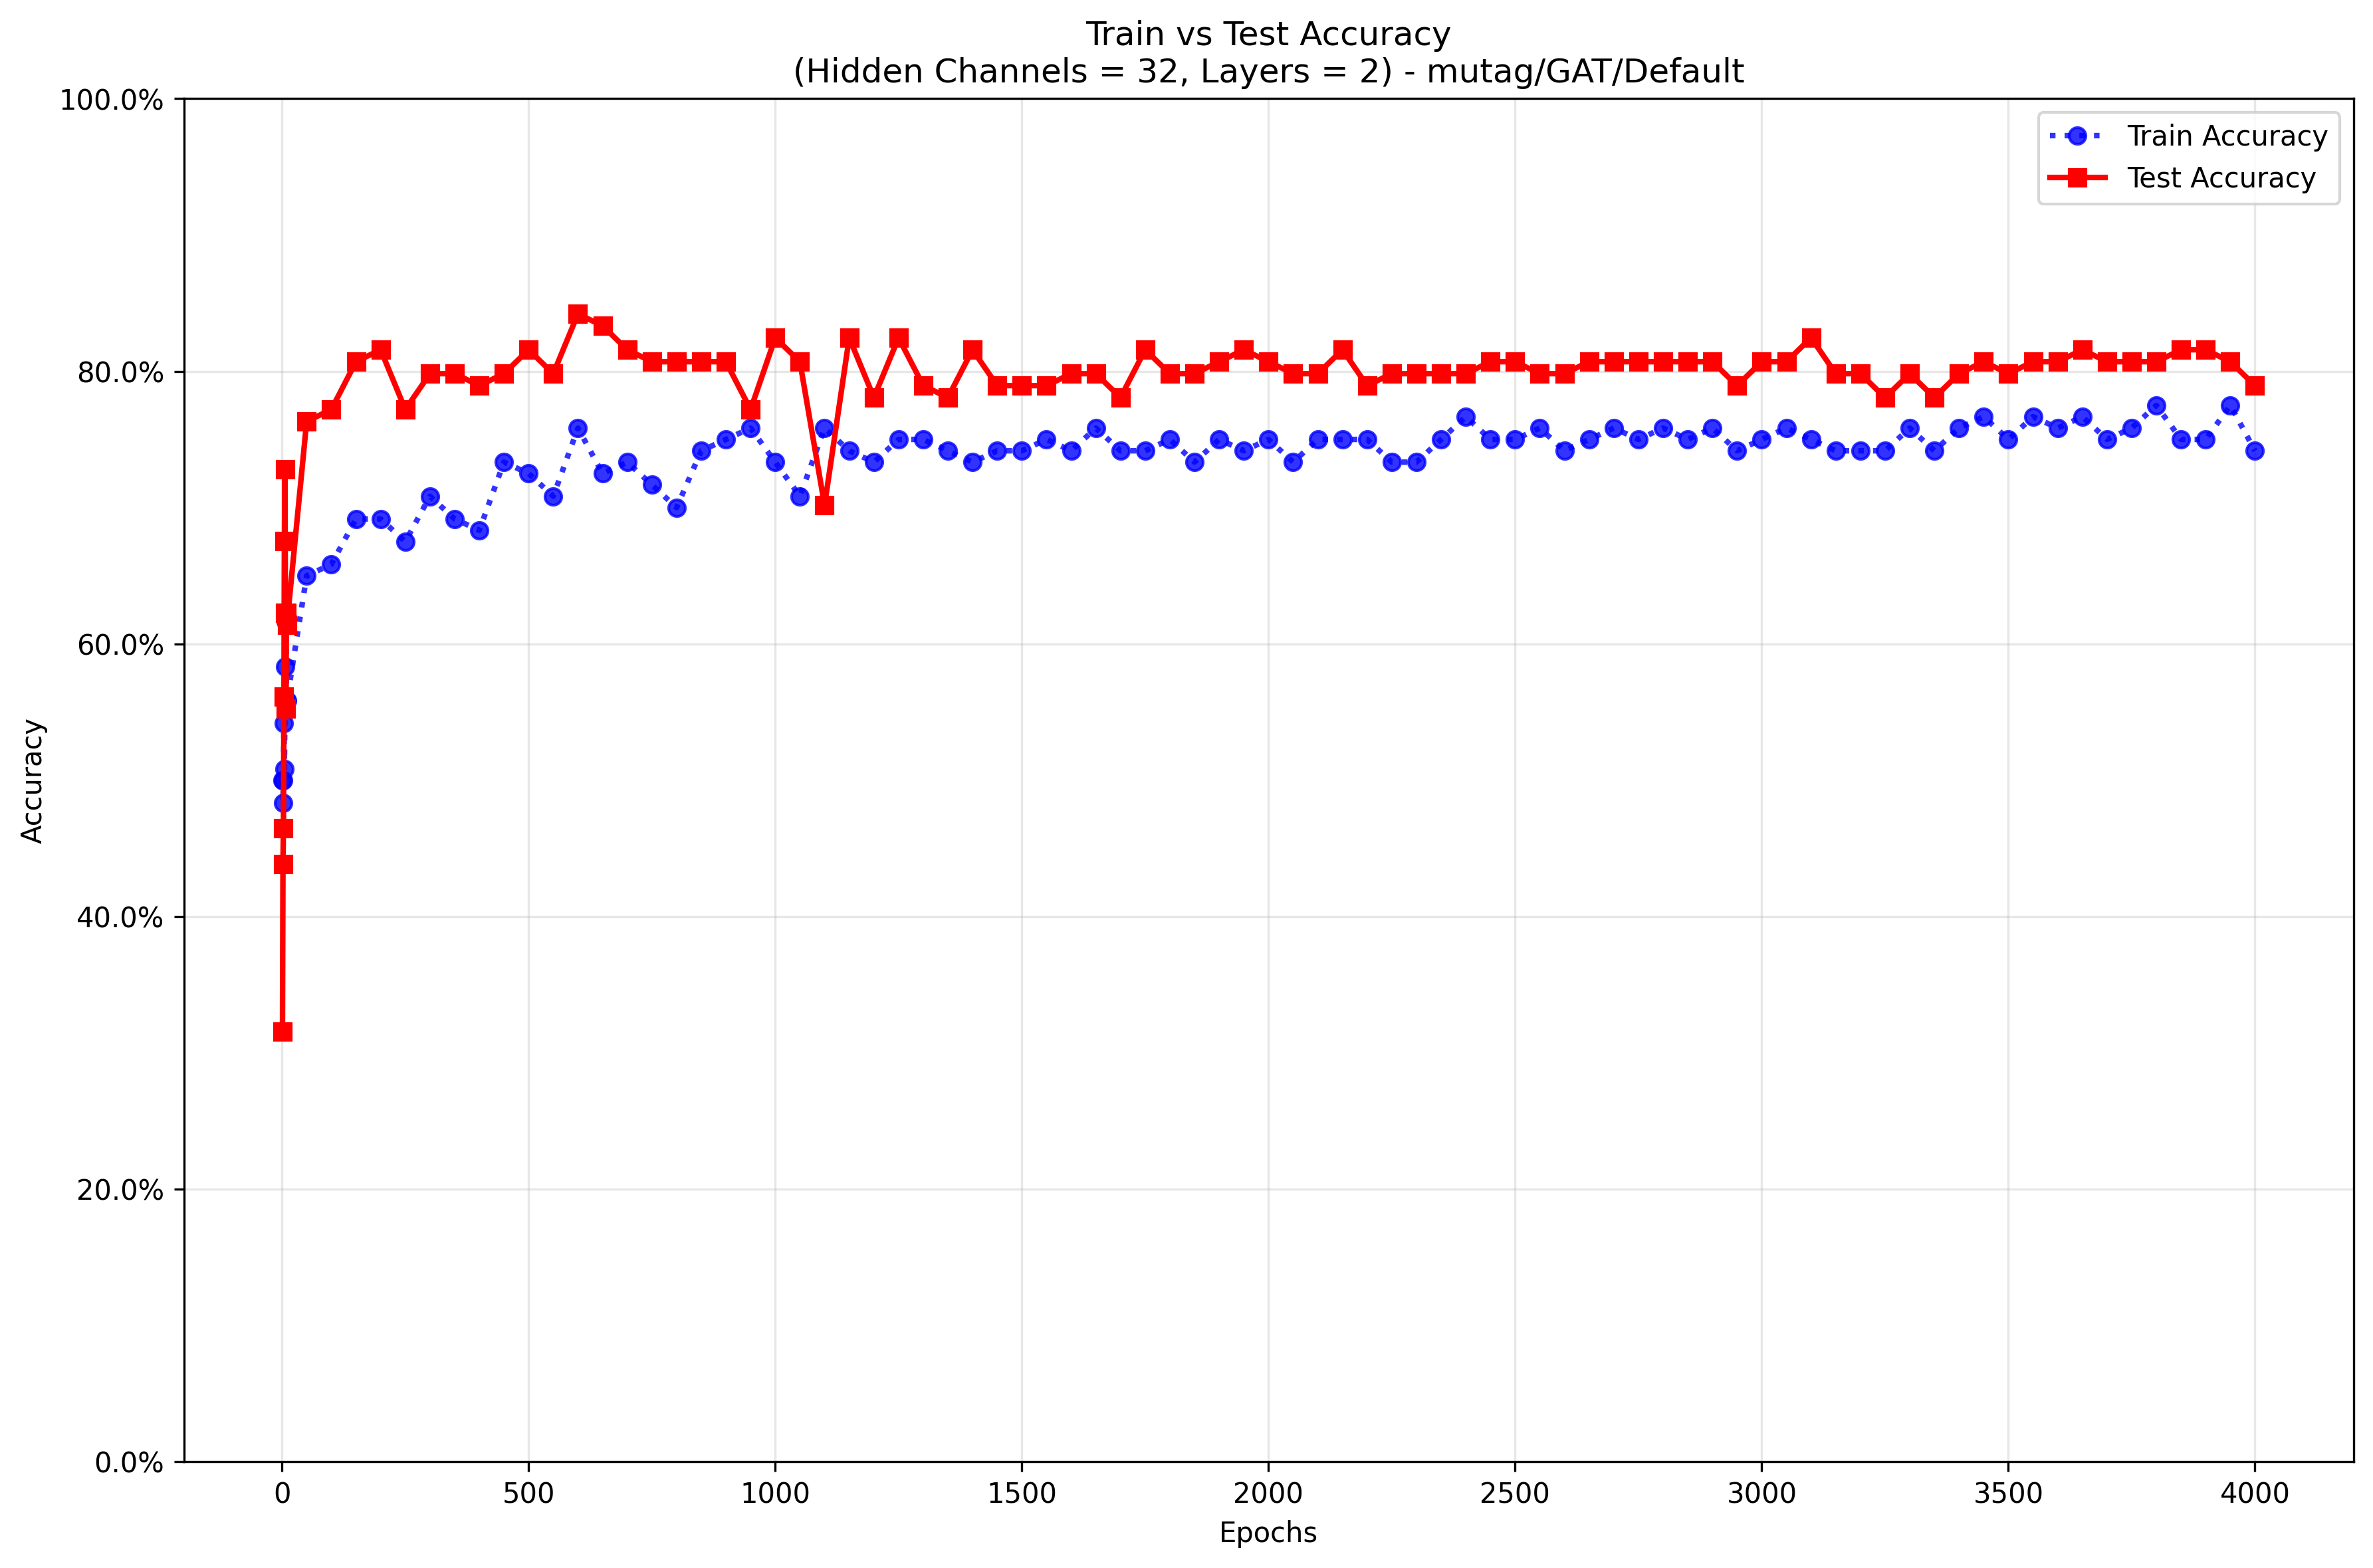 Train vs Test Accuracy
(Hidden Channels = 32, Layers = 2) - mutag/GAT/Default
Train Accuracy
Test Accuracy
100.0%
80.0%
60.0%
40.0%
20.0%
0.0%
Accuracy
0 500 1000 1500 2000 2500 3000 3500 4000
Epochs